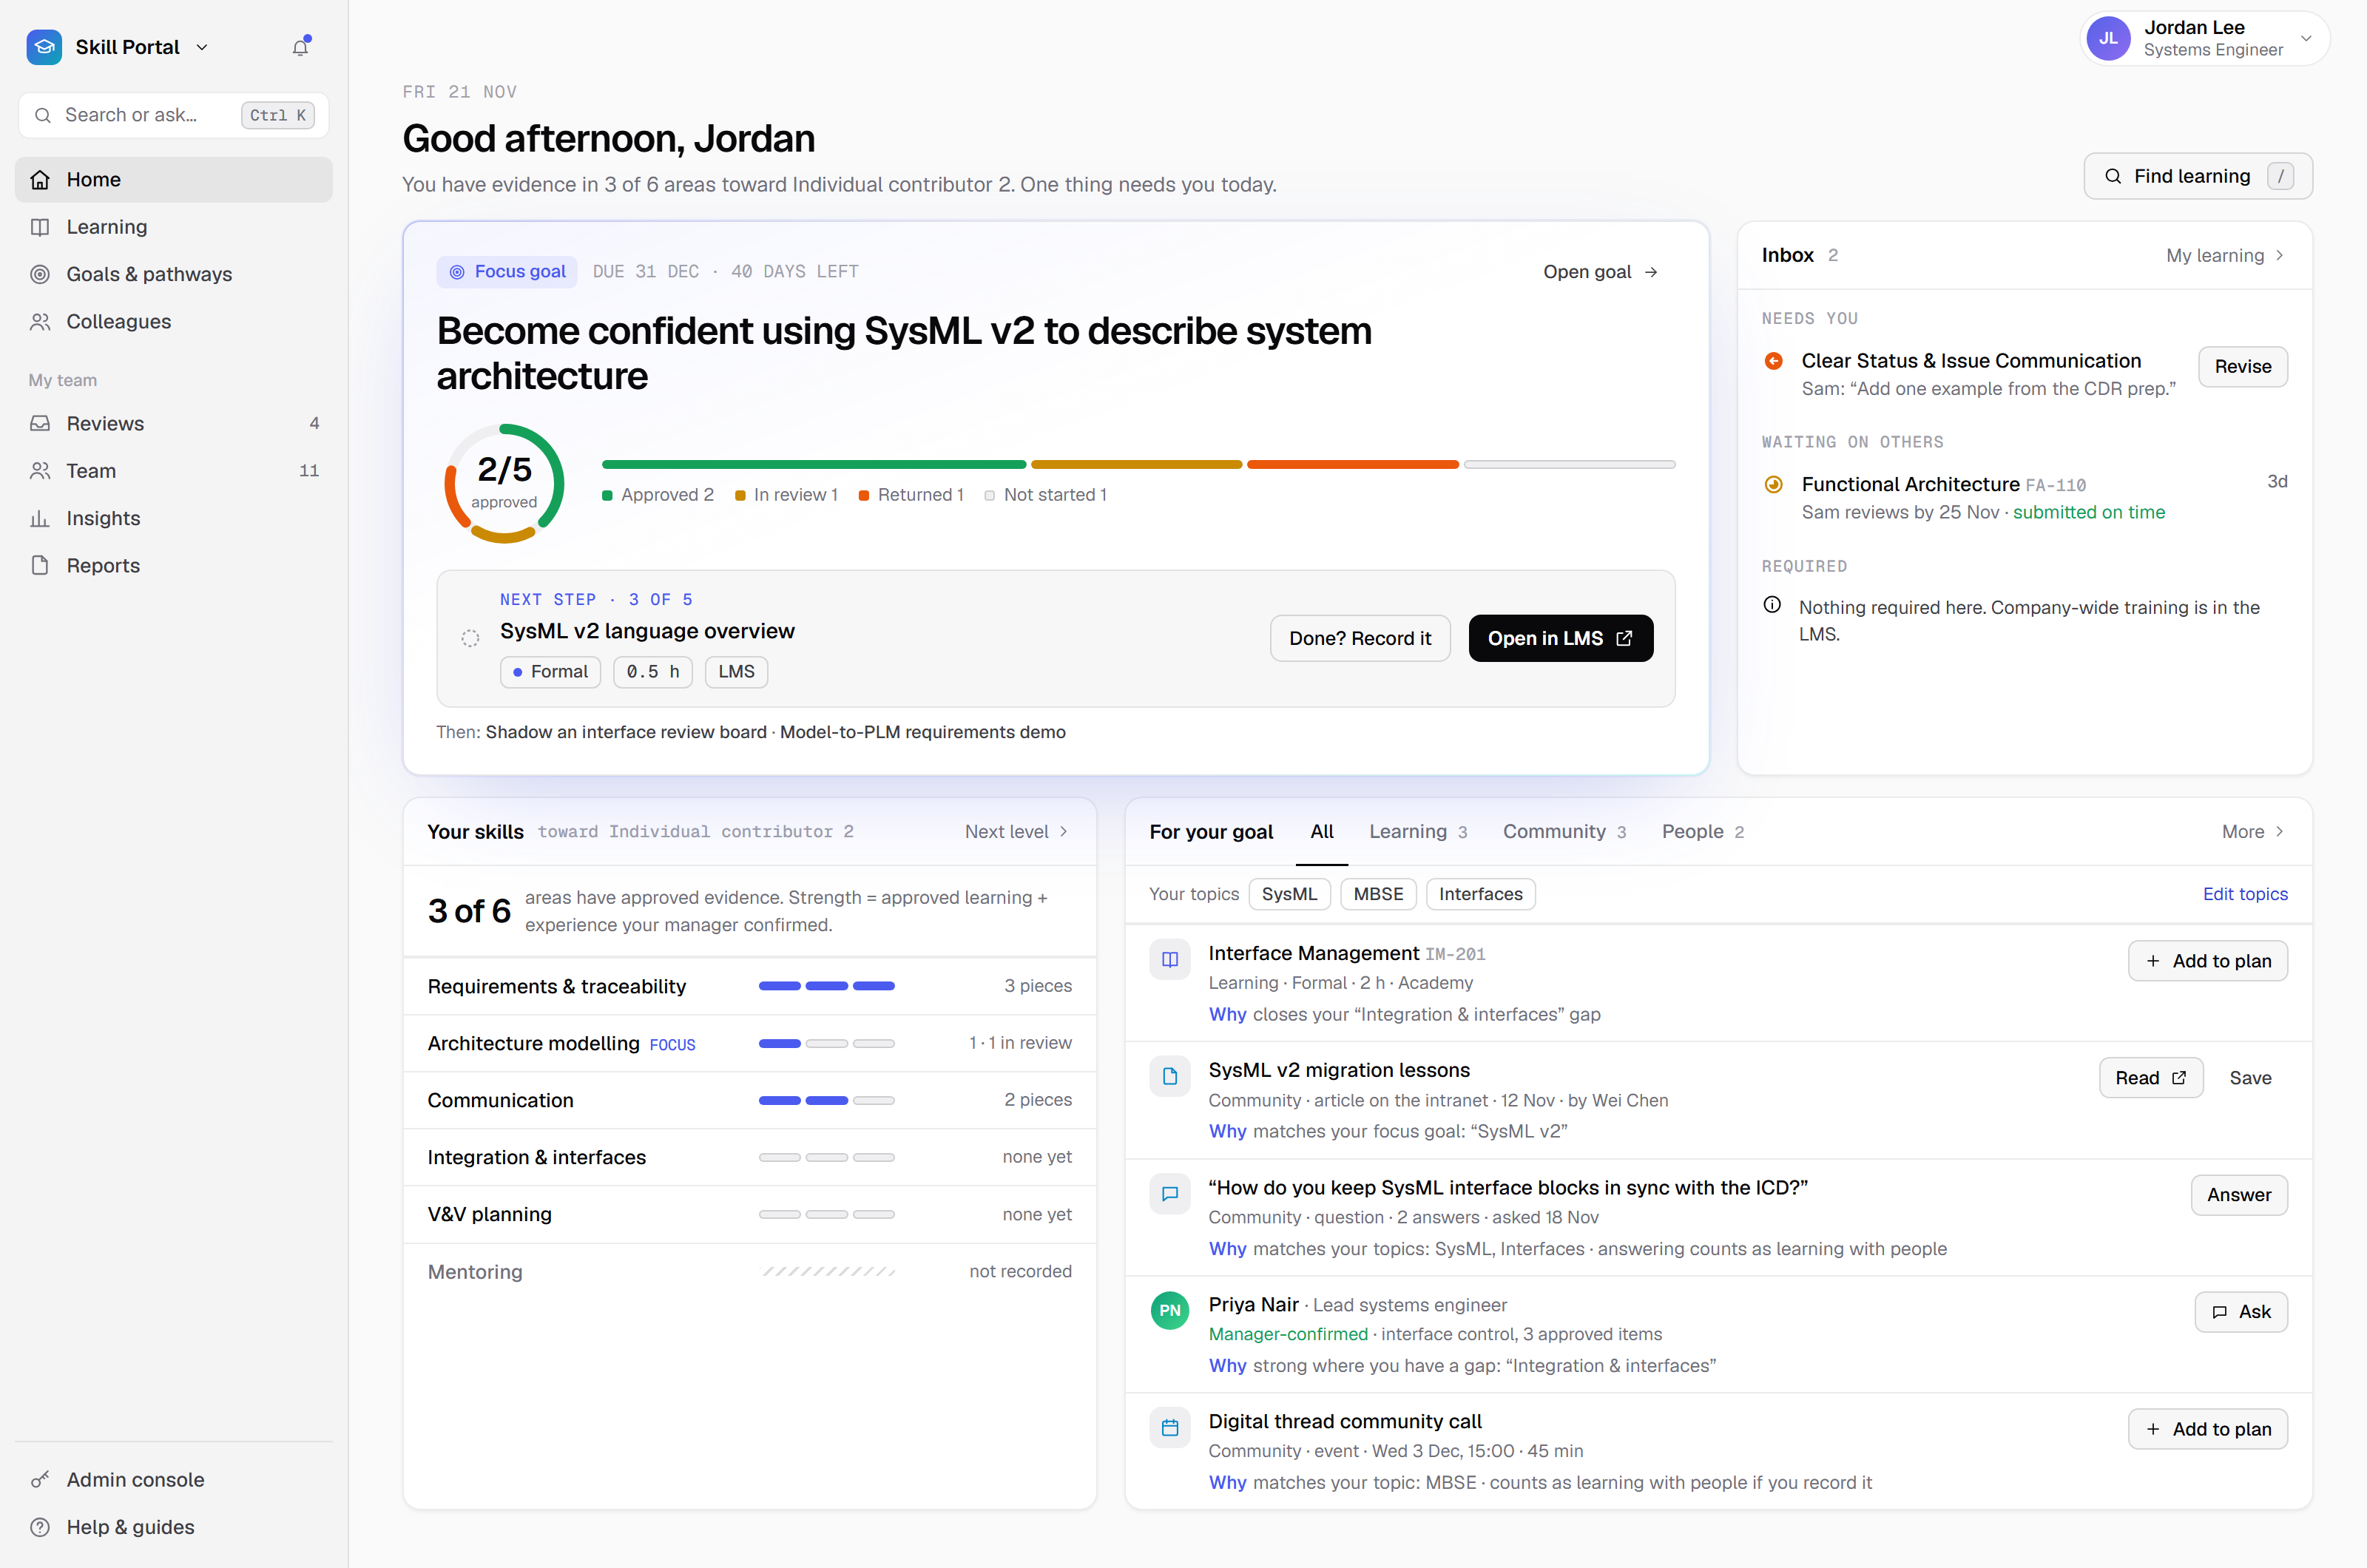 Skill Portal
Search or ask...
Ctrl K
Home
Learning
Goals & pathways
Colleagues
My team
Reviews 4
Team 11
Insights
Reports
Admin console
Help & guides
JL
Jordan Lee
Systems Engineer
FRI 21 NOV
Good afternoon, Jordan
You have evidence in 3 of 6 areas toward Individual contributor 2. One thing needs you today.
Find learning /
Focus goal
DUE 31 DEC · 40 DAYS LEFT
Open goal →
Become confident using SysML v2 to describe system
architecture
2/5
approved
Approved 2
In review 1
Returned 1
Not started 1
NEXT STEP · 3 OF 5
SysML v2 language overview
Formal
0.5 h
LMS
Done? Record it
Open in LMS
Then: Shadow an interface review board · Model-to-PLM requirements demo
Inbox 2
My learning
NEEDS YOU
Clear Status & Issue Communication
Sam: “Add one example from the CDR prep.”
Revise
WAITING ON OTHERS
Functional Architecture FA-110
3d
Sam reviews by 25 Nov · submitted on time
REQUIRED
Nothing required here. Company-wide training is in the
LMS.
Your skills toward Individual contributor 2
Next level
3 of 6
areas have approved evidence. Strength = approved learning +
experience your manager confirmed.
Requirements & traceability 3 pieces
Architecture modelling FOCUS 1 · 1 in review
Communication 2 pieces
Integration & interfaces none yet
V&V planning none yet
Mentoring not recorded
For your goal
All
Learning 3
Community 3
People 2
More
Your topics
SysML
MBSE
Interfaces
Edit topics
Interface Management IM-201
Learning · Formal · 2 h · Academy
Why closes your “Integration & interfaces” gap
+ Add to plan
SysML v2 migration lessons
Community · article on the intranet · 12 Nov · by Wei Chen
Why matches your focus goal: “SysML v2”
Read
Save
“How do you keep SysML interface blocks in sync with the ICD?”
Community · question · 2 answers · asked 18 Nov
Why matches your topics: SysML, Interfaces · answering counts as learning with people
Answer
PN
Priya Nair · Lead systems engineer
Manager-confirmed · interface control, 3 approved items
Why strong where you have a gap: “Integration & interfaces”
Ask
Digital thread community call
Community · event · Wed 3 Dec, 15:00 · 45 min
Why matches your topic: MBSE · counts as learning with people if you record it
+ Add to plan